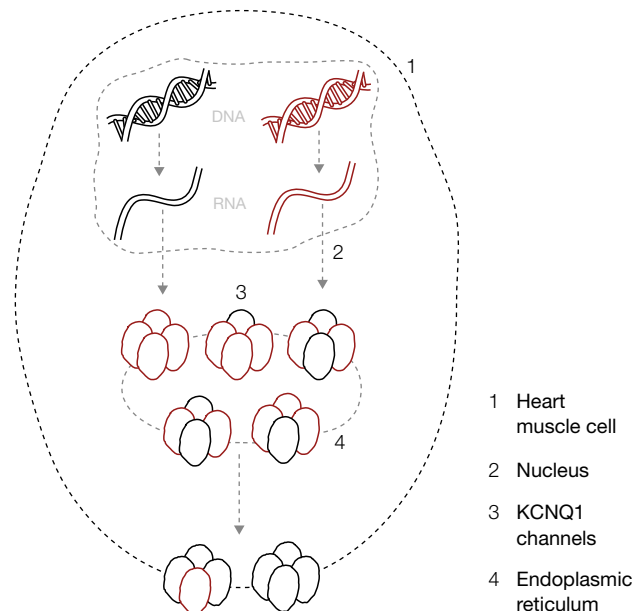 1
DNA
RNA
2
3
4
1 Heart
muscle cell
2 Nucleus
3 KCNQ1
channels
4 Endoplasmic
reticulum